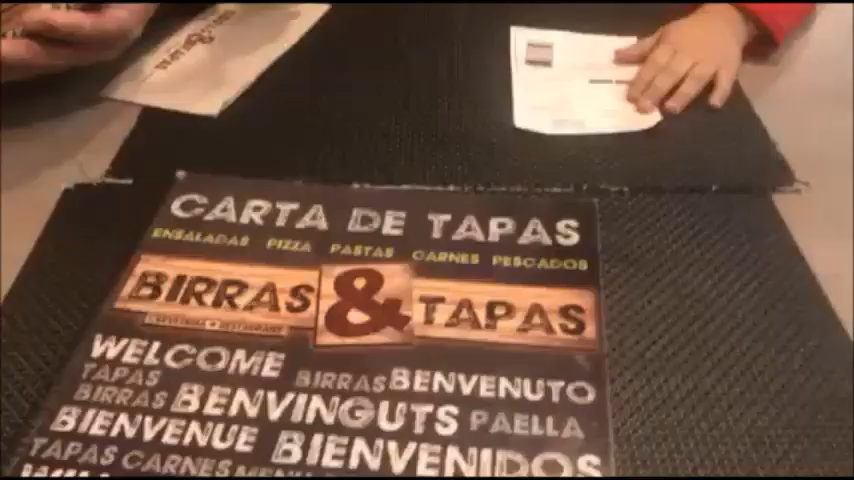 CARTA DE TAPAS
ENSALADAS PIZZA PASTAS CARNES PESCADOS
BIRRAS & TAPAS
WELCOME
TAPAS BIRRAS BENVENUTO
BIRRAS BENVINGUTS PAELLA
BIENVENUE BIENVENIDOS
TAPAS CARNES